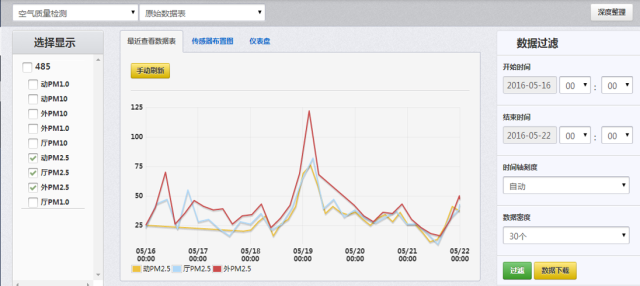 空气质量检测 原始数据表 深度整理
选择显示
485
动PM1.0
动PM10
外PM10
外PM1.0
厅PM10
动PM2.5
厅PM2.5
外PM2.5
厅PM1.0
最近查看数据表 传感器布置图 仪表盘
手动刷新
125
100
75
50
25
05/16 05/17 05/18 05/19 05/20 05/21 05/22
00:00 00:00 00:00 00:00 00:00 00:00 00:00
动PM2.5 厅PM2.5 外PM2.5
数据过滤
开始时间
2016-05-16 00 : 00
结束时间
2016-05-22 00 : 00
时间轴刻度
自动
数据宽度
30个
过滤 数据下载